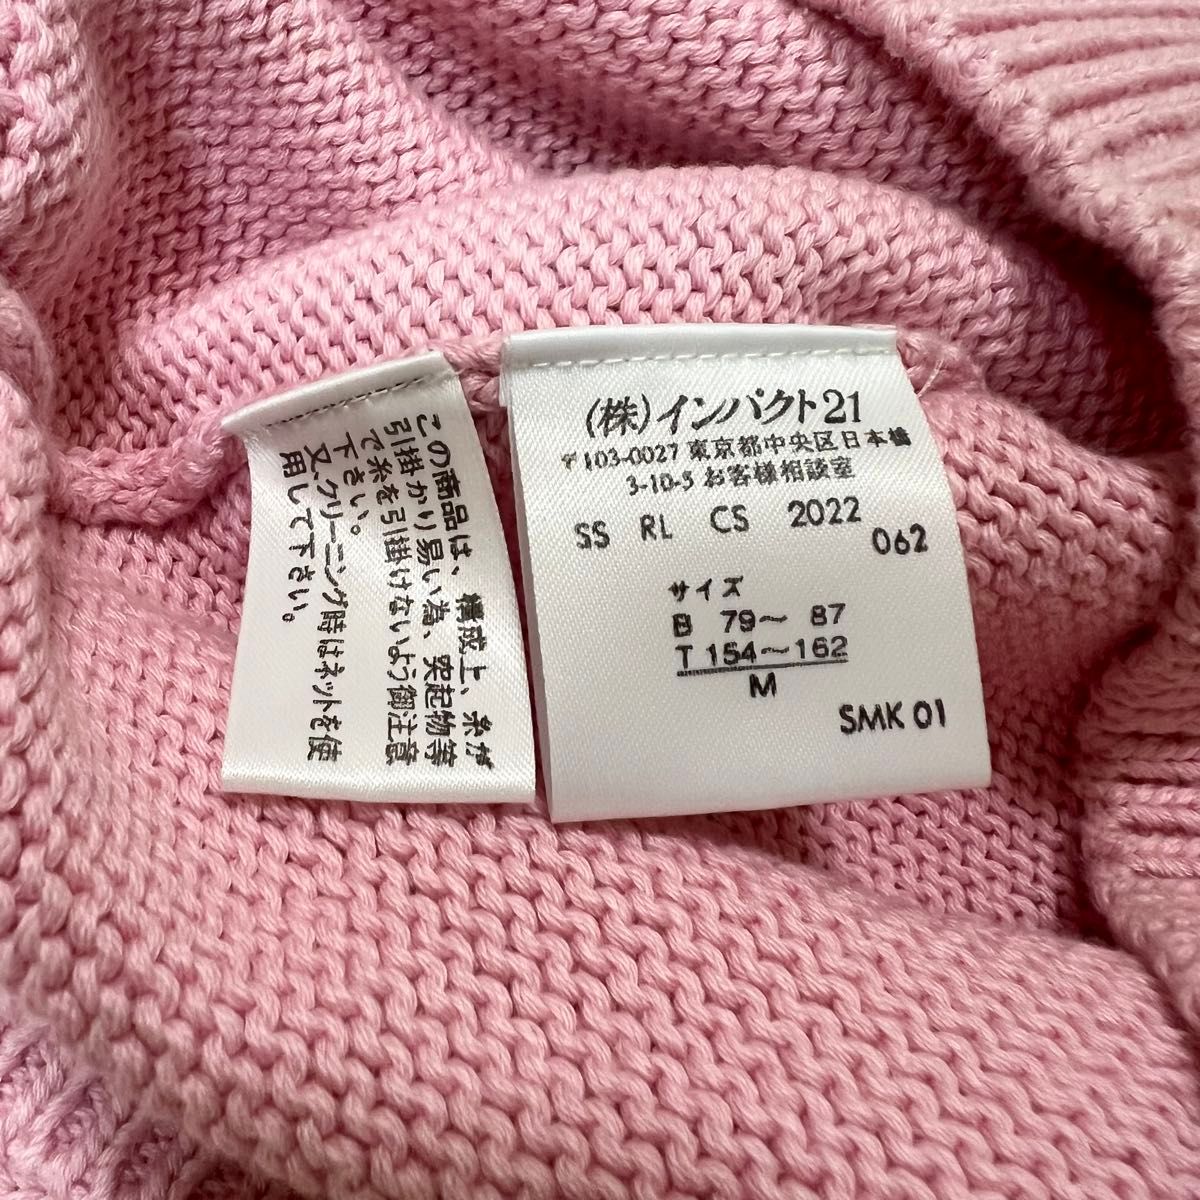 この商品は、構成上、糸が
引掛かり易い為、突起物等
で糸を引掛けないよう御注意
下さい。
又クリーニング時はネットを使
用して下さい。
(株)インパクト21
〒103-0027 東京都中央区日本橋
3-10-5 お客様相談室
SS RL CS 2022
062
サイズ
B 79〜 87
T 154〜162
M
SMK 01